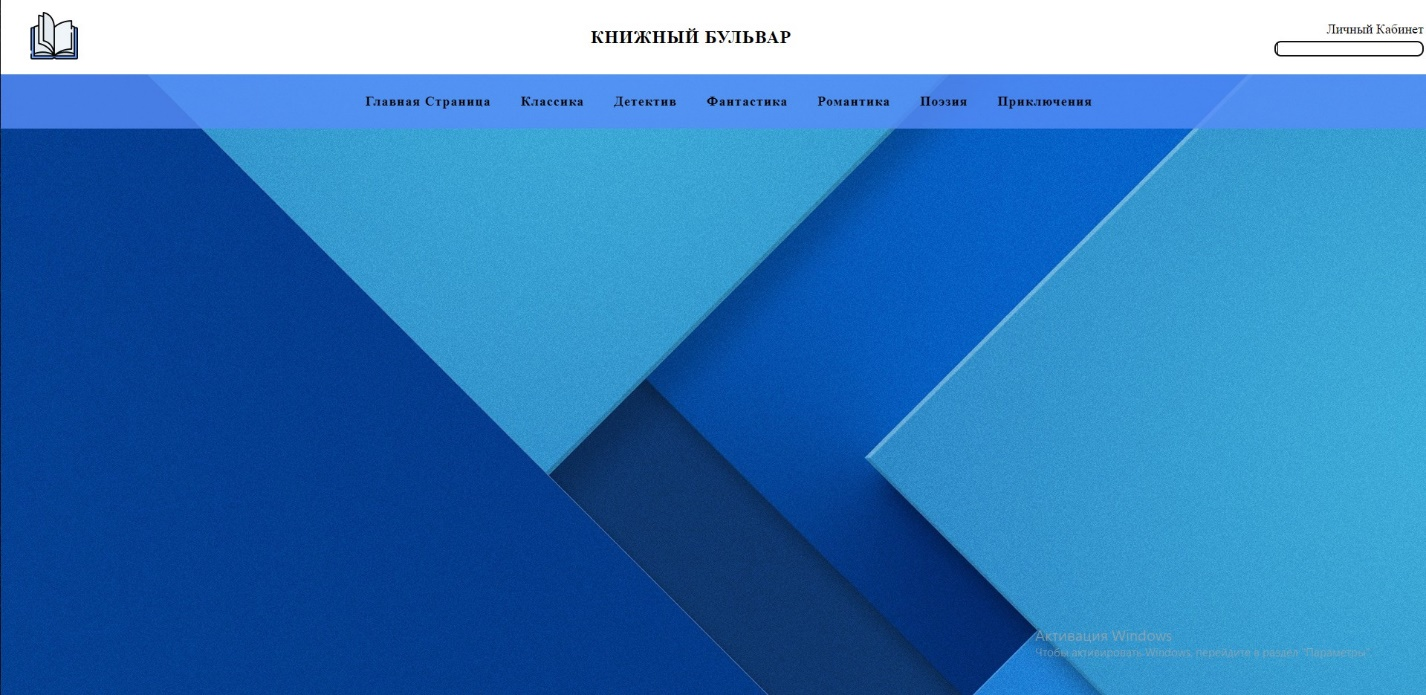 КНИЖНЫЙ БУЛЬВАР
Личный Кабинет
Главная Страница Классика Детектив Фантастика Романтика Поэзия Приключения
Активация Windows
Чтобы активировать Windows, перейдите в раздел "Параметры".